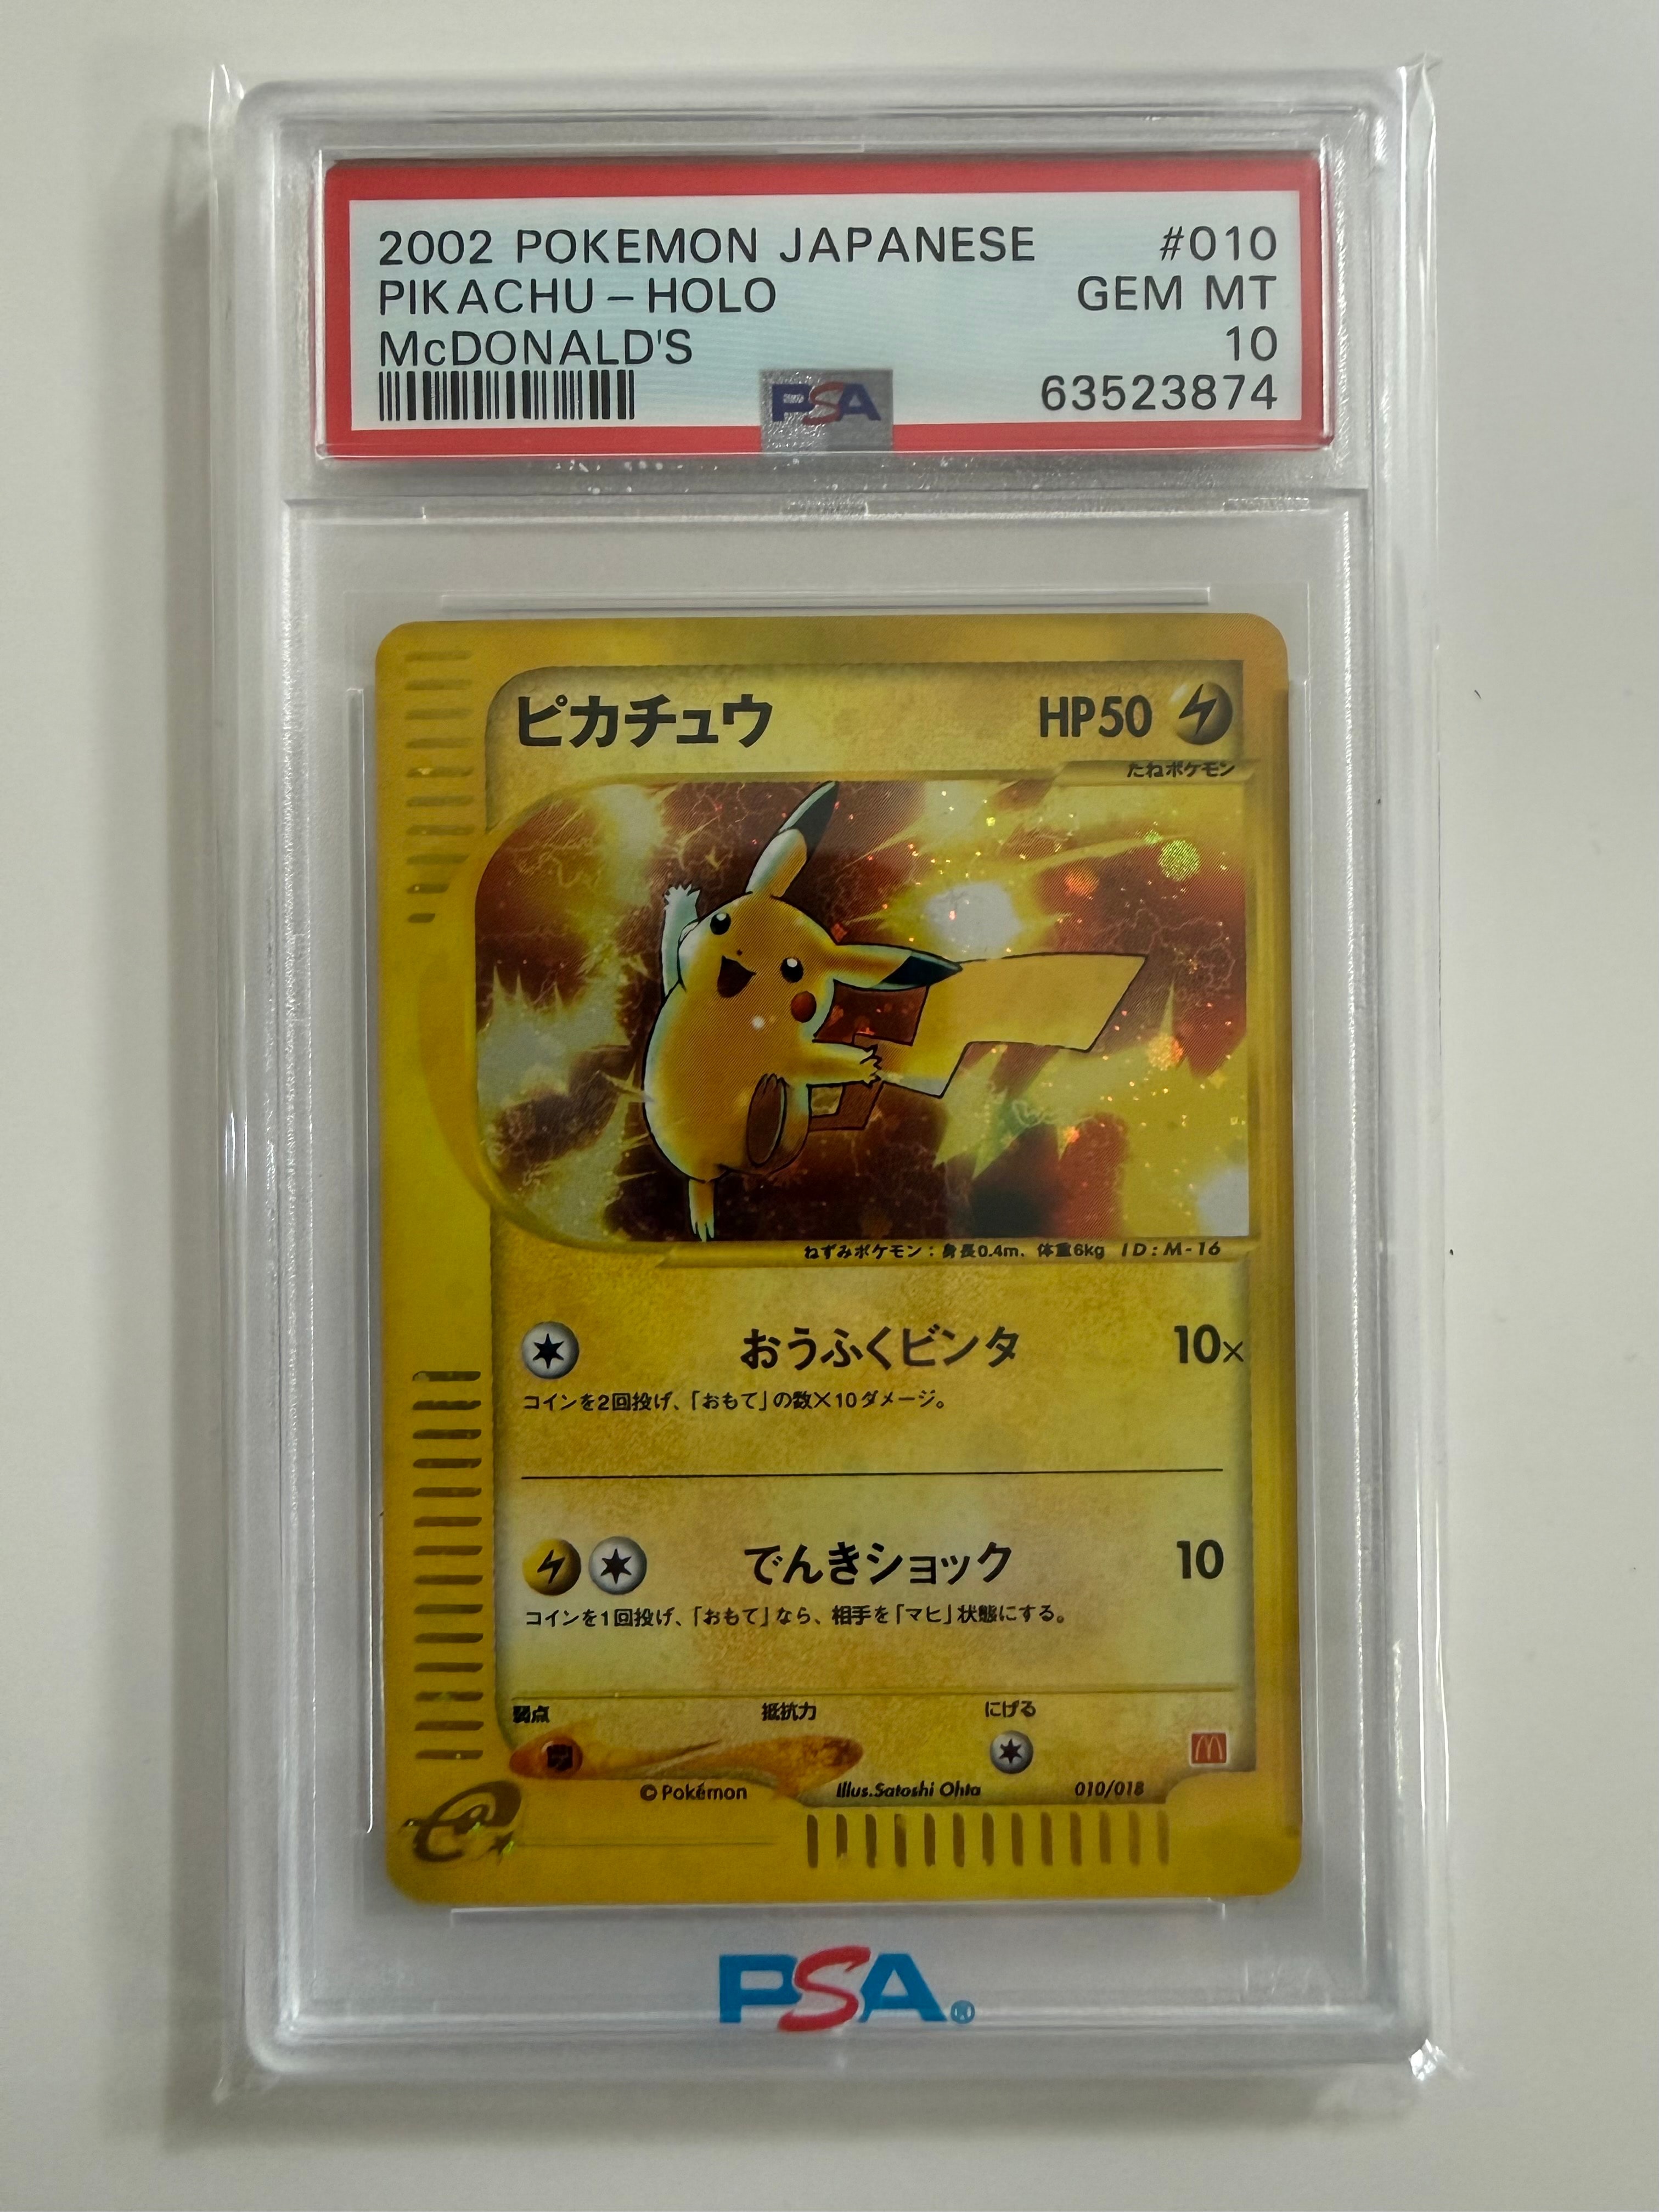 2002 POKEMON JAPANESE #010
PIKACHU - HOLO GEM MT
McDONALD'S 10
63523874
PSA
ピカチュウ HP50
たねポケモン
ねずみポケモン：身長0.4m、体重6kg ID:M-16
おうふくビンタ 10×
コインを2回投げ、「おもて」の数×10ダメージ。
でんきショック 10
コインを1回投げ、「おもて」なら、相手を「マヒ」状態にする。
弱点 抵抗力 にげる
©Pokémon Illus.Satoshi Ohta 010/018
e
PSA®